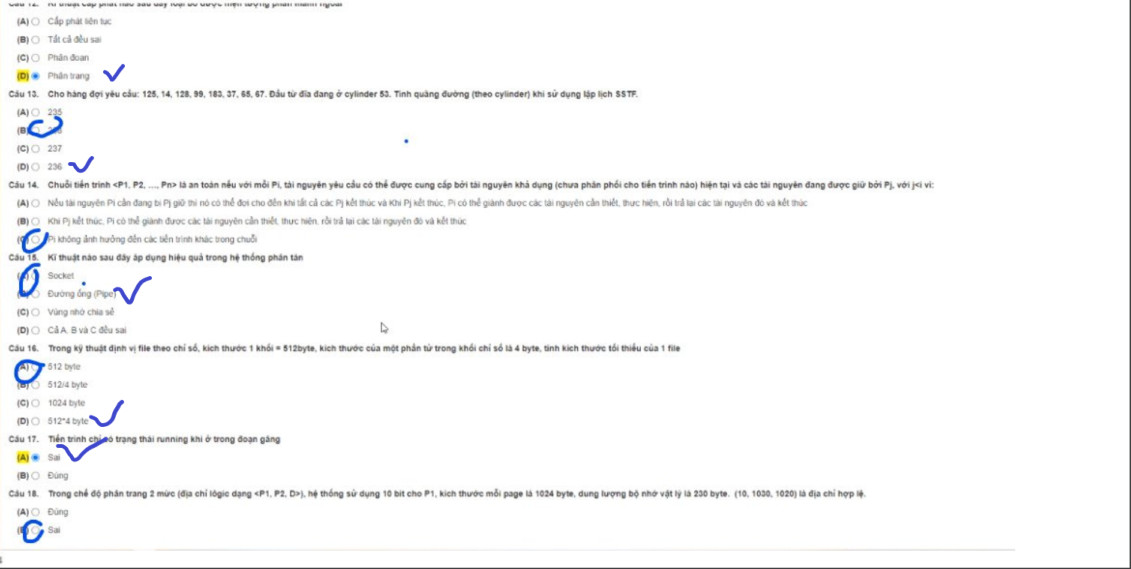 Câu 12. Kĩ thuật cấp phát nào sau đây loại bỏ được hiện tượng phân mảnh ngoại
(A) Cấp phát liên tục
(B) Tất cả đều sai
(C) Phân đoạn
(D) Phân trang
Câu 13. Cho hàng đợi yêu cầu: 125, 14, 128, 99, 183, 37, 65, 67. Đầu từ đĩa đang ở cylinder 53. Tính quãng đường (theo cylinder) khi sử dụng lập lịch SSTF.
(A) 235
(B)
(C) 237
(D) 236
Câu 14. Chuỗi tiến trình <P1, P2, ..., Pn> là an toàn nếu với mỗi Pi, tài nguyên yêu cầu có thể được cung cấp bởi tài nguyên khả dụng (chưa phân phối cho tiến trình nào) hiện tại và các tài nguyên đang được giữ bởi Pj, với j<i vì:
(A) Nếu tài nguyên Pi cần đang bị Pj giữ thì nó có thể đợi cho đến khi tất cả các Pj kết thúc và Khi Pj kết thúc, Pi có thể giành được các tài nguyên cần thiết, thực hiện, rồi trả lại các tài nguyên đó và kết thúc
(B) Khi Pj kết thúc, Pi có thể giành được các tài nguyên cần thiết, thực hiện, rồi trả lại các tài nguyên đó và kết thúc
Pi không ảnh hưởng đến các tiến trình khác trong chuỗi
Câu 15. Kĩ thuật nào sau đây áp dụng hiệu quả trong hệ thống phân tán
Socket
Đường ống (Pipe)
(C) Vùng nhớ chia sẻ
(D) Cả A, B và C đều sai
Câu 16. Trong kỹ thuật định vị file theo chỉ số, kích thước 1 khối = 512byte, kích thước của một phần tử trong khối chỉ số là 4 byte, tính kích thước tối thiểu của 1 file
(A) 512 byte
(B) 512/4 byte
(C) 1024 byte
(D) 512*4 byte
Câu 17. Tiến trình chỉ có trạng thái running khi ở trong đoạn găng
(A) Sai
(B) Đúng
Câu 18. Trong chế độ phân trang 2 mức (địa chỉ lôgic dạng <P1, P2, D>), hệ thống sử dụng 10 bit cho P1, kích thước mỗi page là 1024 byte, dung lượng bộ nhớ vật lý là 230 byte. (10, 1030, 1020) là địa chỉ hợp lệ.
(A) Đúng
Sai